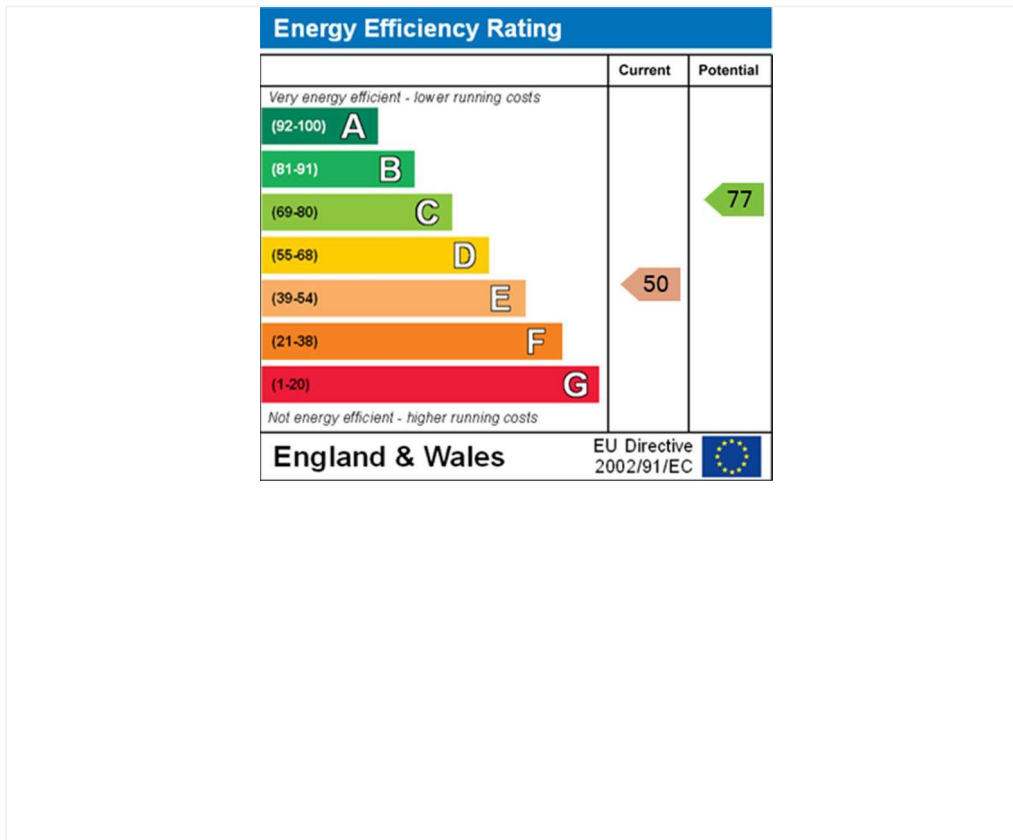 Energy Efficiency Rating
Current Potential
Very energy efficient - lower running costs
(92-100) A
(81-91) B
77
(69-80) C
(55-68) D
50
(39-54) E
(21-38) F
(1-20) G
Not energy efficient - higher running costs
England & Wales
EU Directive
2002/91/EC